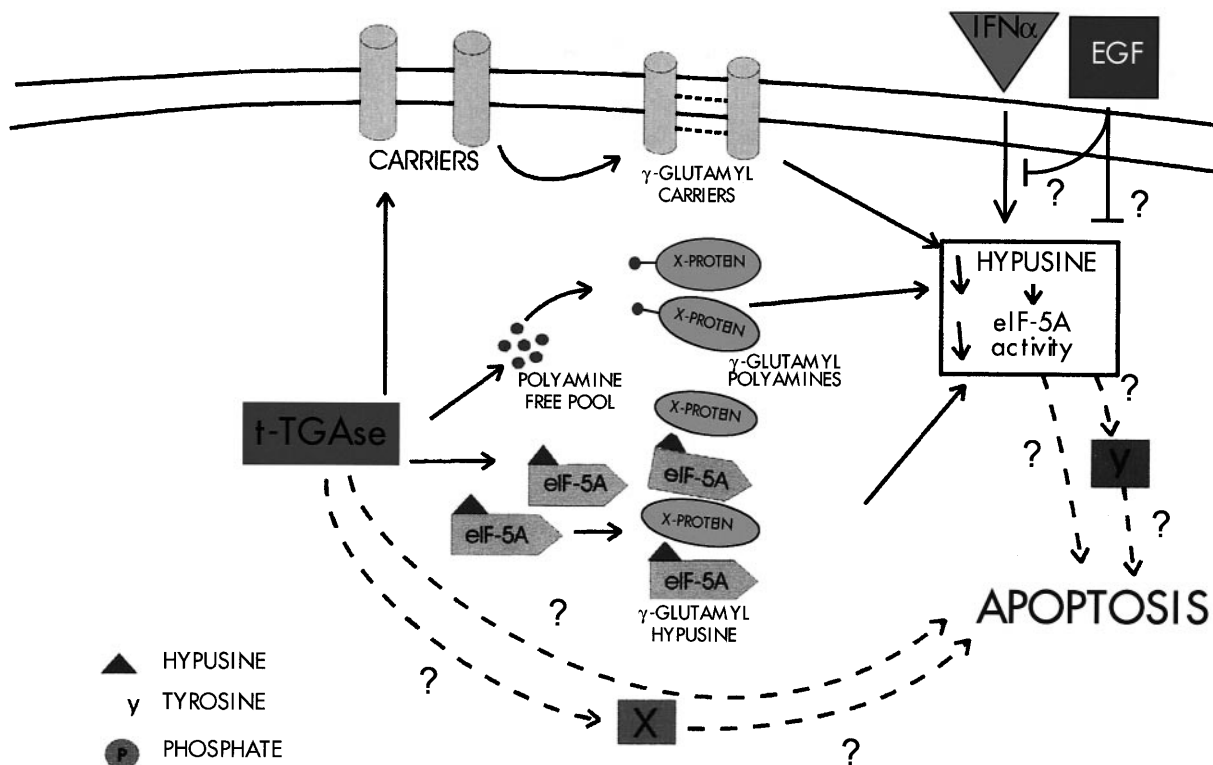 IFNα
EGF
CARRIERS
γ-GLUTAMYL
CARRIERS
?
?
X-PROTEIN
X-PROTEIN
HYPUSINE
eIF-5A
activity
γ-GLUTAMYL
POLYAMINES
POLYAMINE
FREE POOL
t-TGAse
X-PROTEIN
eIF-5A
eIF-5A
X-PROTEIN
eIF-5A
eIF-5A
γ-GLUTAMYL
HYPUSINE
?
?
y
?
APOPTOSIS
?
?
X
?
HYPUSINE
y TYROSINE
P PHOSPHATE